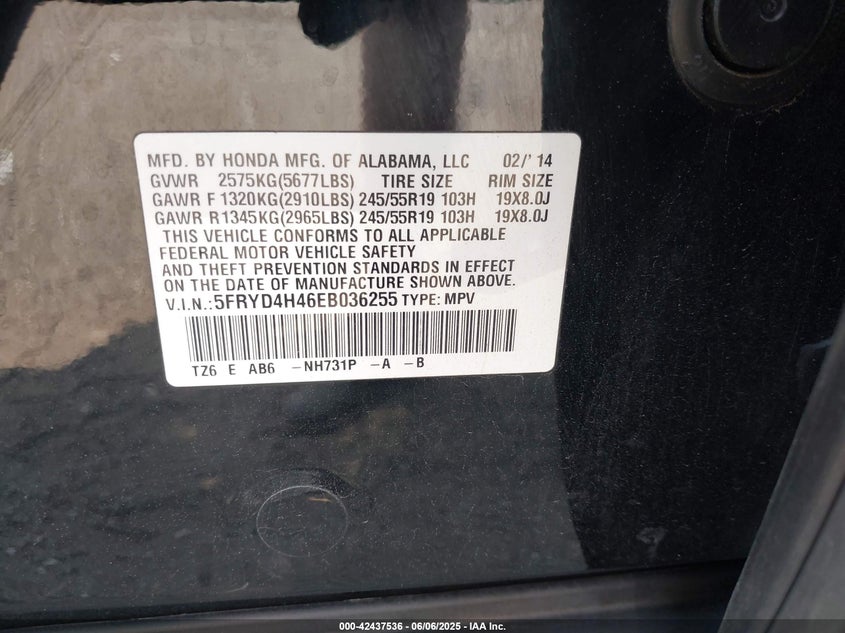 MFD. BY HONDA MFG. OF ALABAMA, LLC 02/' 14
GVWR 2575KG(5677LBS) TIRE SIZE RIM SIZE
GAWR F 1320KG(2910LBS) 245/55R19 103H 19X8.0J
GAWR R1345KG(2965LBS) 245/55R19 103H 19X8.0J
THIS VEHICLE CONFORMS TO ALL APPLICABLE
FEDERAL MOTOR VEHICLE SAFETY
AND THEFT PREVENTION STANDARDS IN EFFECT
ON THE DATE OF MANUFACTURE SHOWN ABOVE.
V.I.N.:5FRYD4H46EB036255 TYPE: MPV
TZ6 E AB6 -NH731P -A -B
000-42437536 - 06/06/2025 - IAA Inc.